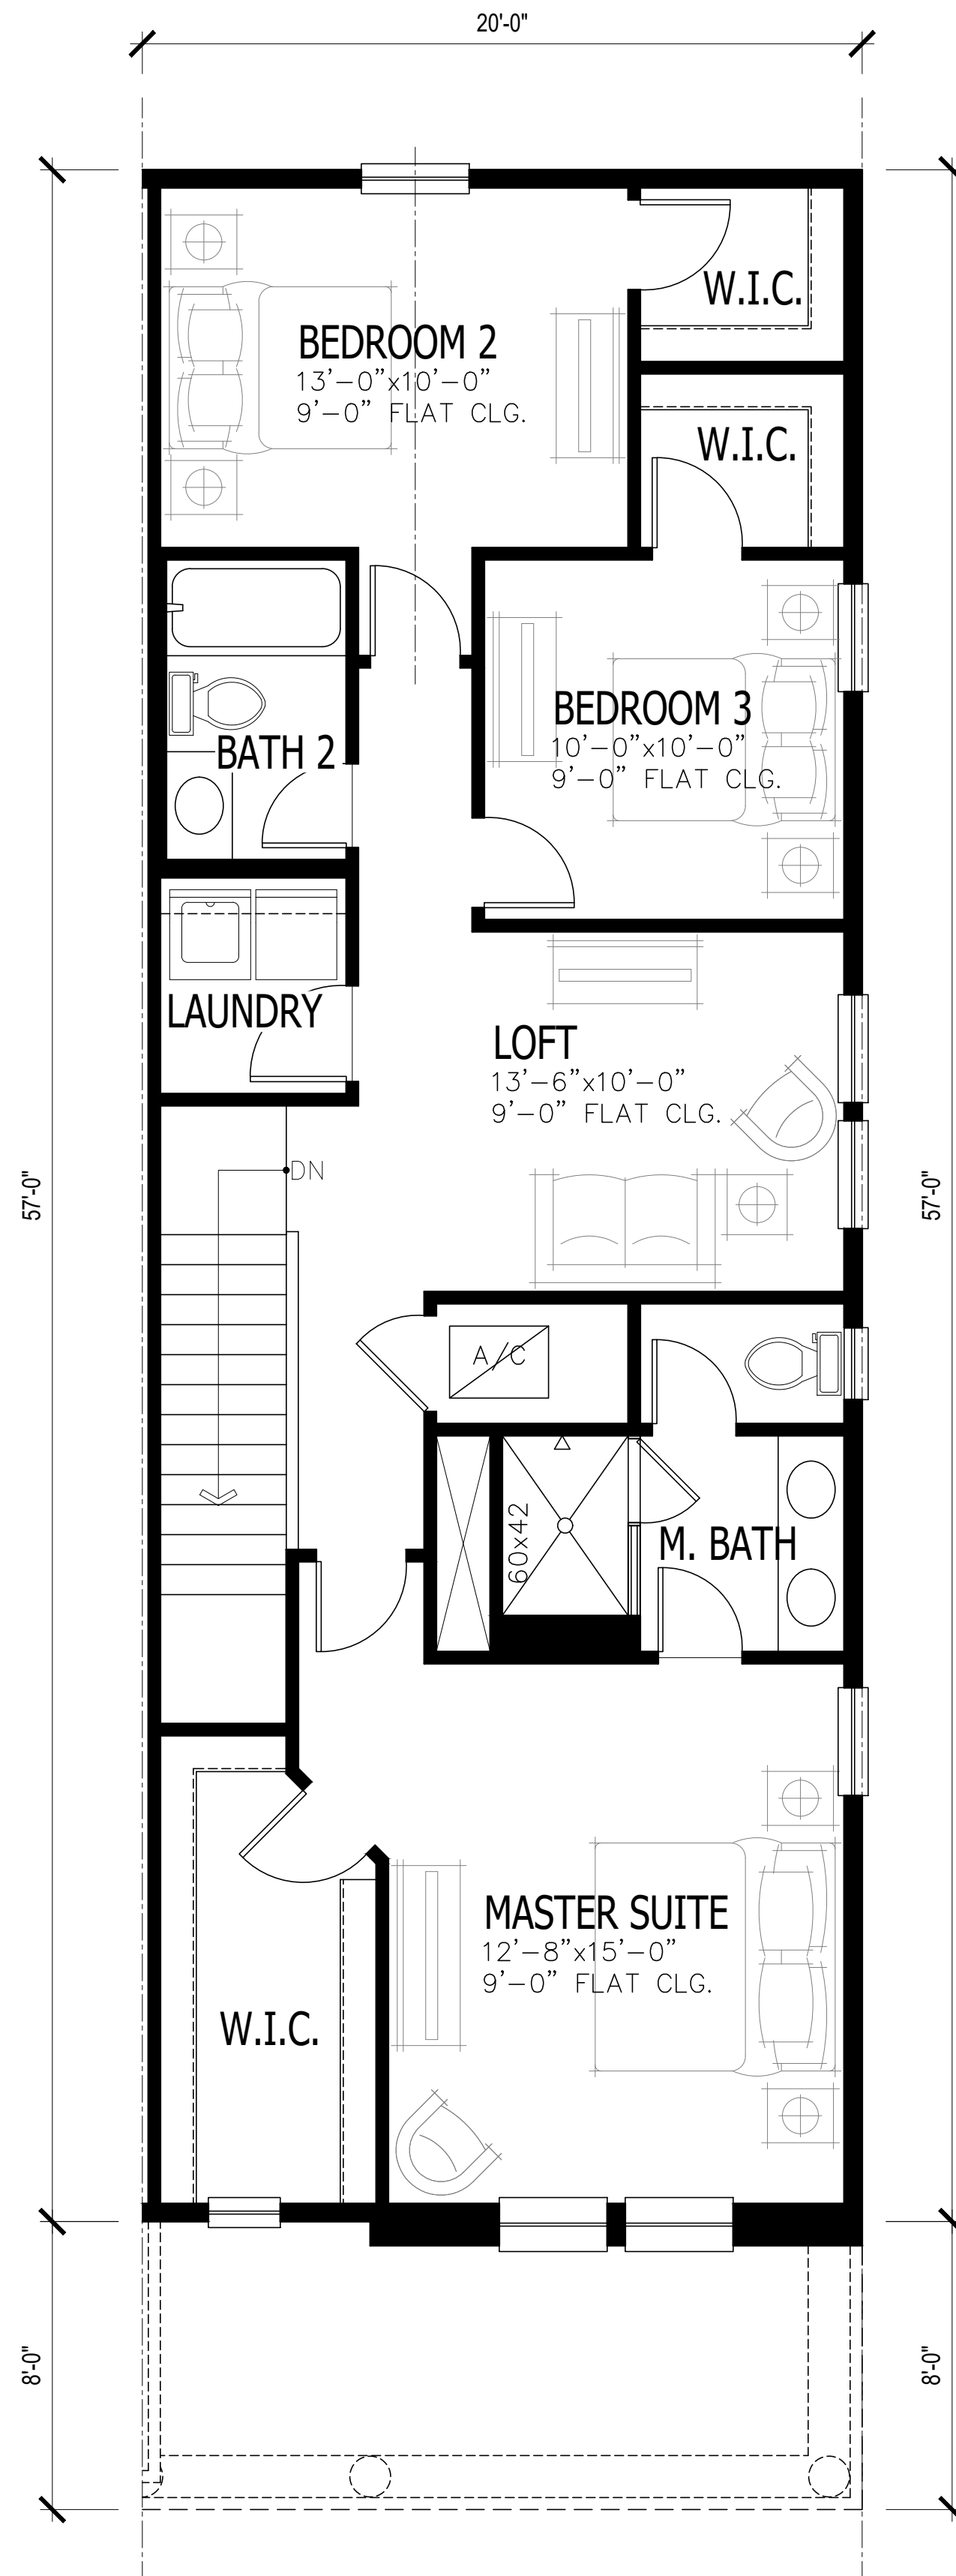 20'-0"
W.I.C.
BEDROOM 2
13'-0"x10'-0"
9'-0" FLAT CLG.
W.I.C.
BEDROOM 3
10'-0"x10'-0"
9'-0" FLAT CLG.
BATH 2
LAUNDRY
LOFT
13'-6"x10'-0"
9'-0" FLAT CLG.
DN
57'-0"
57'-0"
A/C
60x42
M. BATH
MASTER SUITE
12'-8"x15'-0"
9'-0" FLAT CLG.
W.I.C.
8'-0"
8'-0"